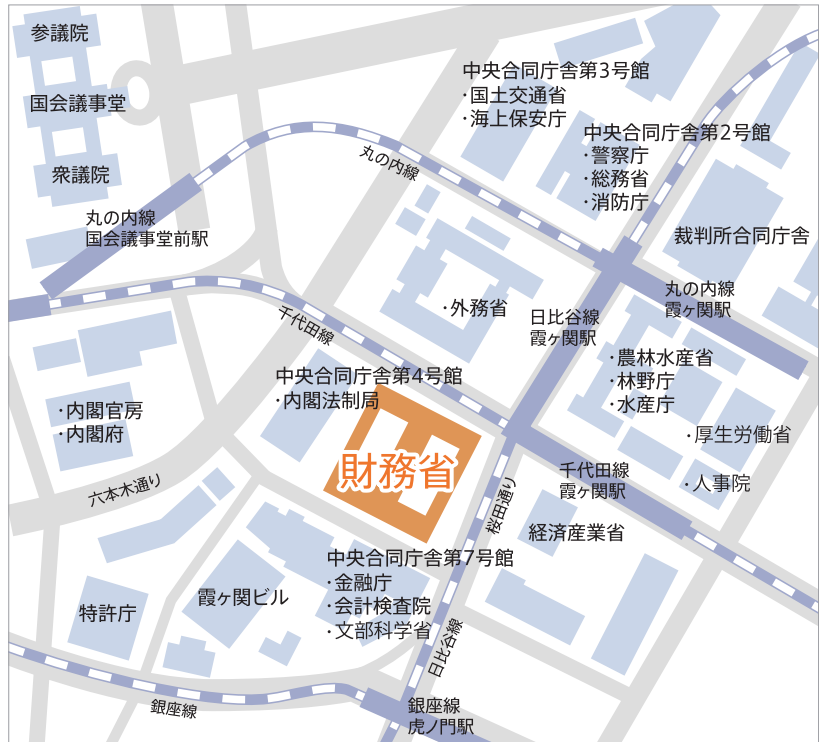 参議院
国会議事堂
衆議院
丸の内線
国会議事堂前駅
中央合同庁舎第3号館
・国土交通省
・海上保安庁
中央合同庁舎第2号館
・警察庁
・総務省
・消防庁
丸の内線
裁判所合同庁舎
丸の内線
霞ヶ関駅
・外務省
日比谷線
霞ヶ関駅
千代田線
・農林水産省
・林野庁
・水産庁
中央合同庁舎第4号館
・内閣法制局
・内閣官房
・内閣府
・厚生労働省
財務省
千代田線
霞ヶ関駅
・人事院
六本木通り
桜田通り
経済産業省
中央合同庁舎第7号館
・金融庁
・会計検査院
・文部科学省
霞ヶ関ビル
特許庁
日比谷線
銀座線
銀座線
虎ノ門駅